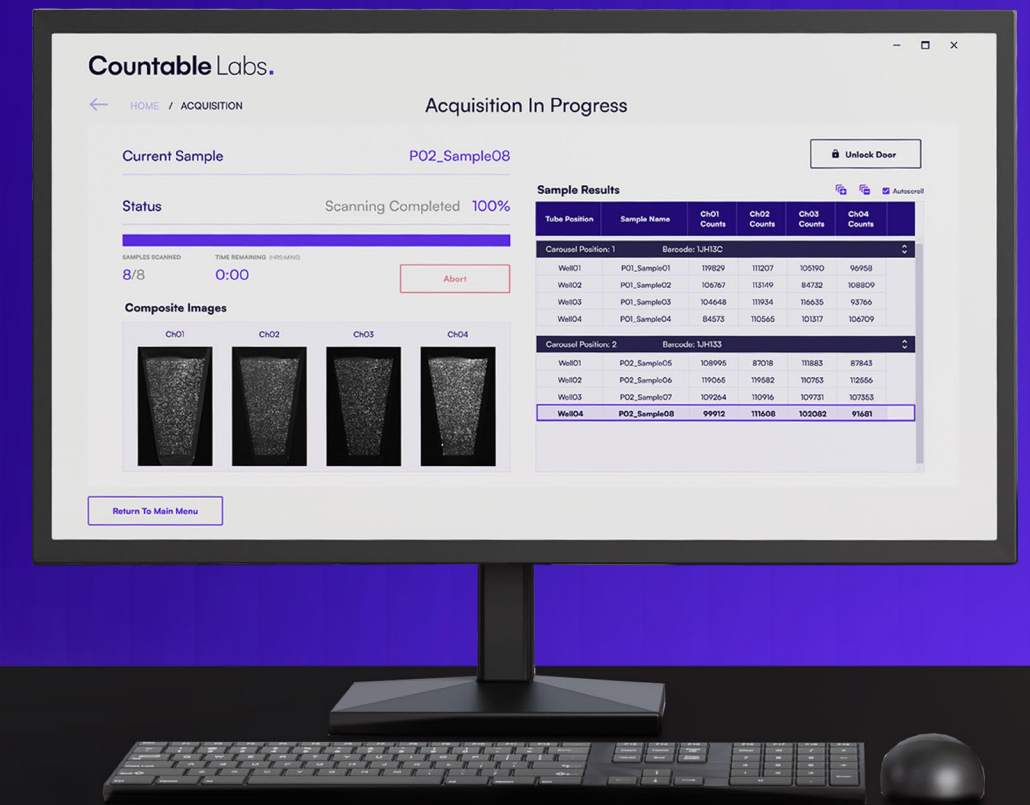 Countable Labs.
HOME / ACQUISITION
Acquisition In Progress
Current Sample P02_Sample08
Status Scanning Completed 100%
SAMPLES SCANNED TIME REMAINING (HRS:MINS)
8/8 0:00
Abort
Composite Images
Ch01 Ch02 Ch03 Ch04
Return To Main Menu
Unlock Door
Sample Results
Autoscroll
Tube Position Sample Name Ch01 Counts Ch02 Counts Ch03 Counts Ch04 Counts
Carousel Position: 1 Barcode: 1JH13C
Well01 P01_Sample01 119829 111207 105190 96958
Well02 P01_Sample02 106767 113149 84732 108809
Well03 P01_Sample03 104648 111934 116635 93766
Well04 P01_Sample04 84573 110565 101317 106709
Carousel Position: 2 Barcode: 1JH133
Well01 P02_Sample05 108995 87018 111883 87843
Well02 P02_Sample06 119065 119582 110753 112556
Well03 P02_Sample07 109264 110916 109731 107353
Well04 P02_Sample08 99912 111608 102082 91681